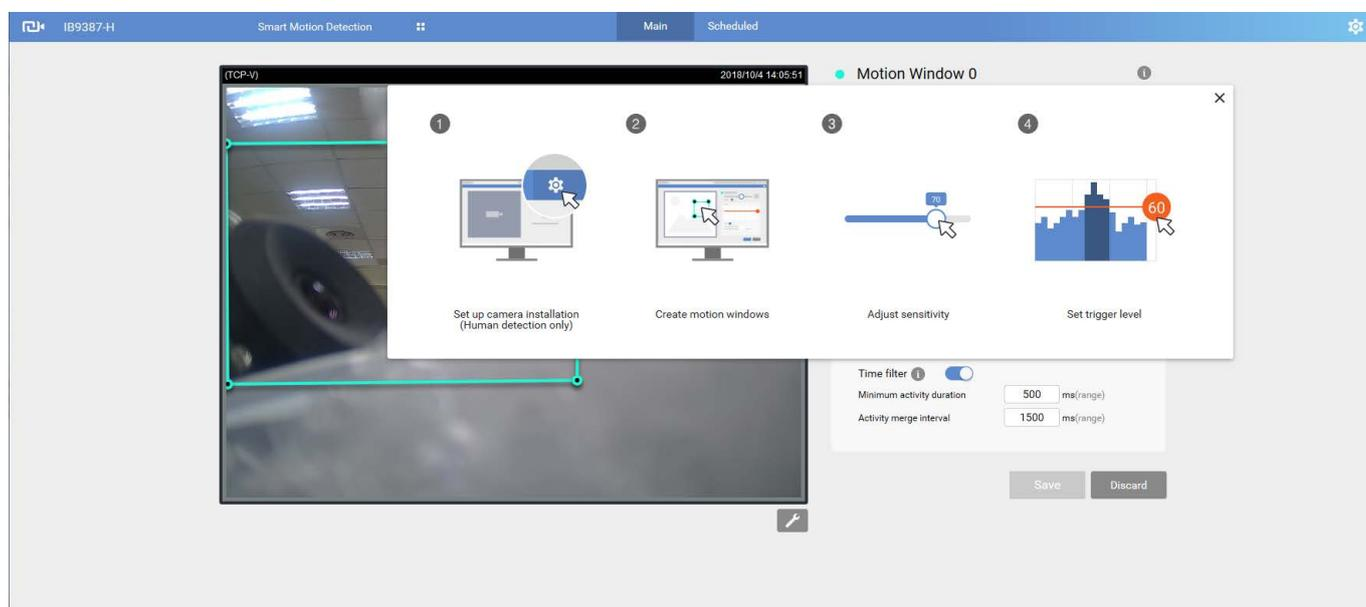 IB9387-H
Smart Motion Detection
Main
Scheduled
(TCP-V)
2018/10/4 14:05:51
Motion Window 0
1
2
3
4
70
60
Set up camera installation
(Human detection only)
Create motion windows
Adjust sensitivity
Set trigger level
Time filter
Minimum activity duration 500 ms(range)
Activity merge interval 1500 ms(range)
Save
Discard